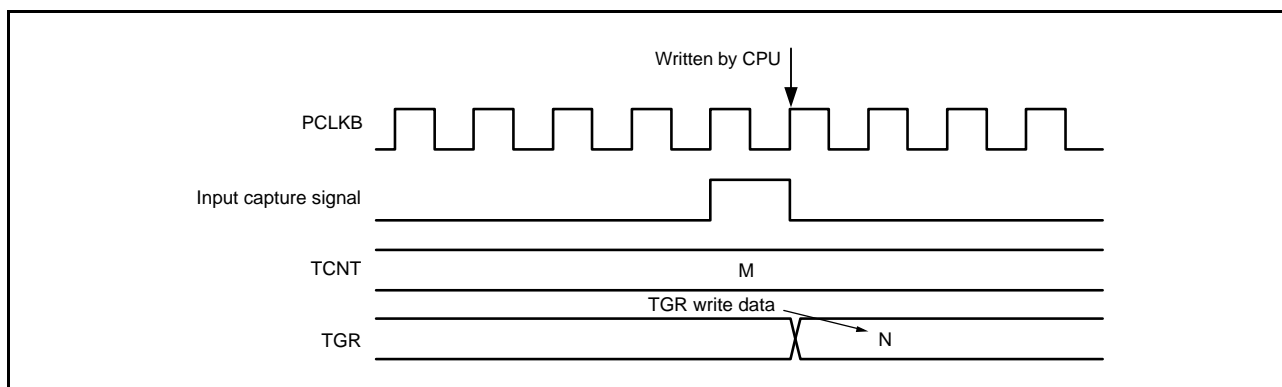 Written by CPU
PCLKB
Input capture signal
TCNT
M
TGR write data
TGR
N